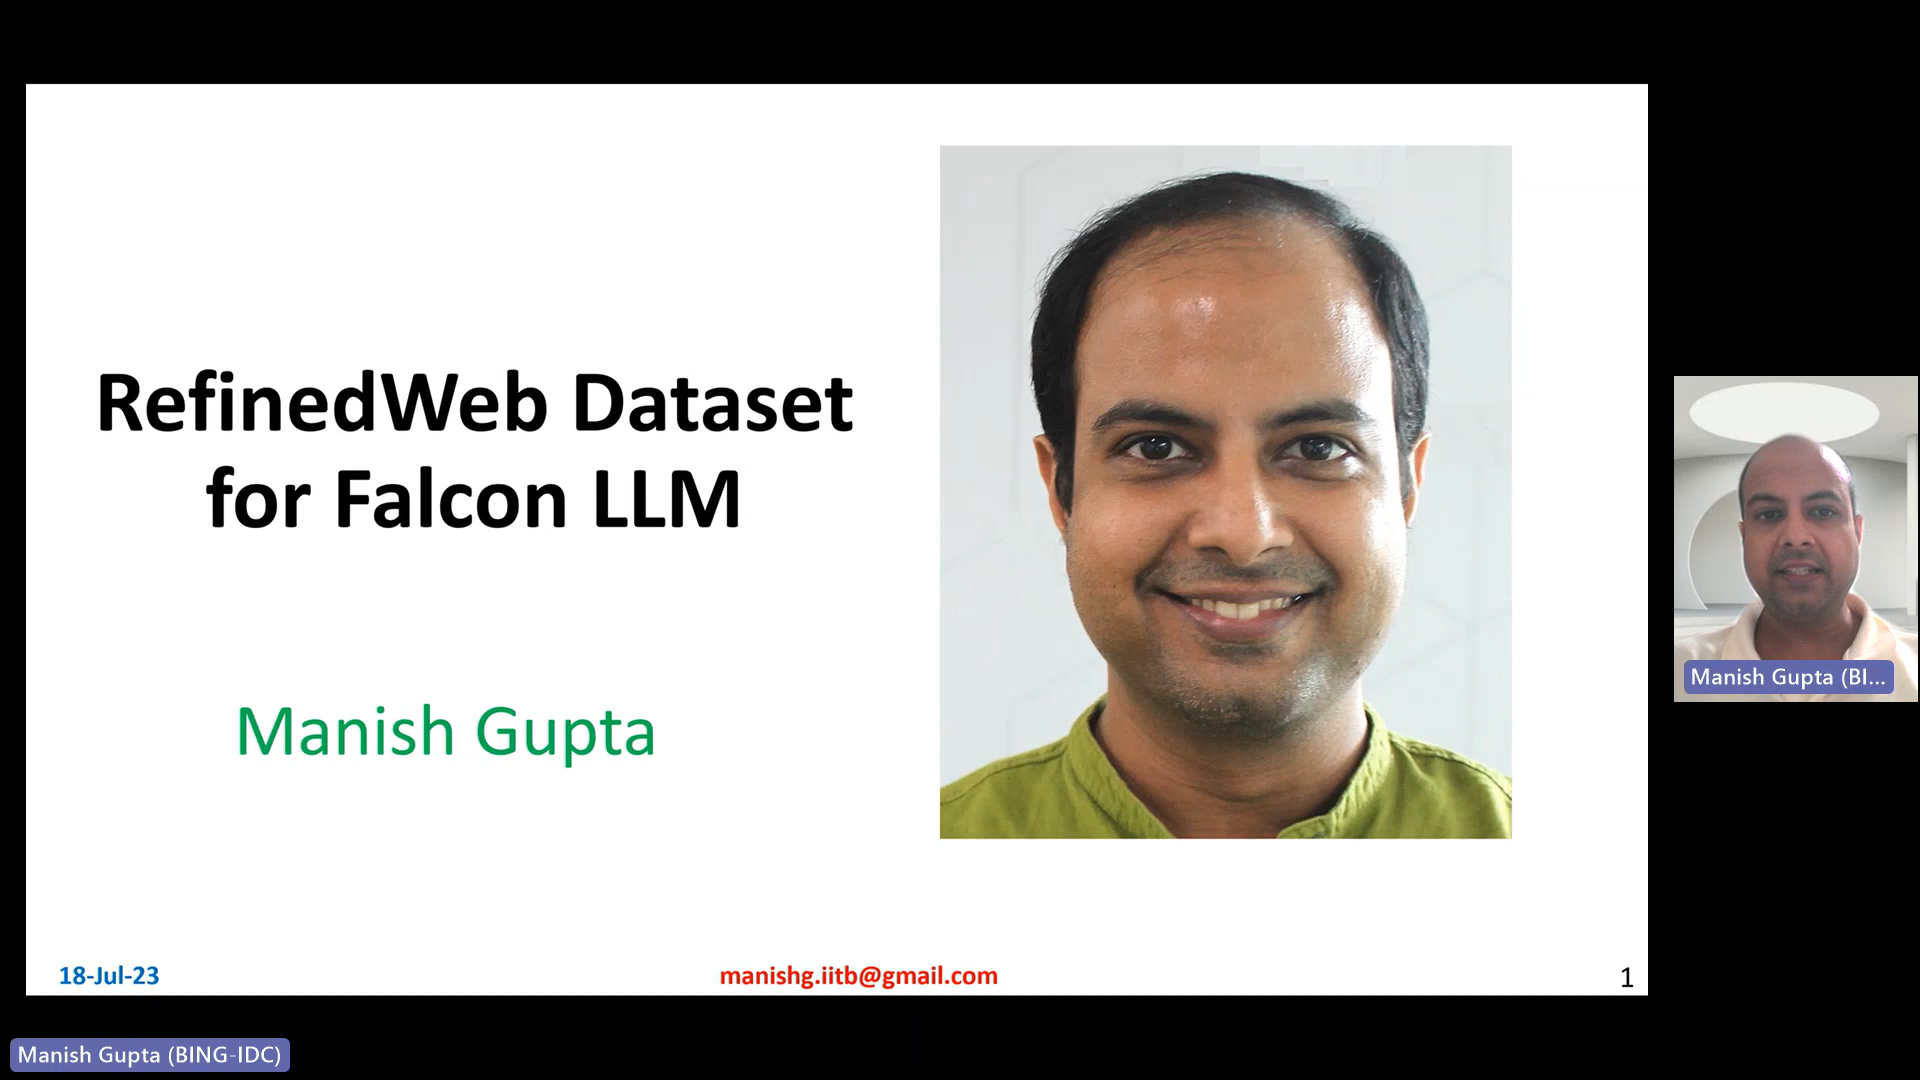 RefinedWeb Dataset
for Falcon LLM
Manish Gupta
18-Jul-23
manishg.iitb@gmail.com
1
Manish Gupta (BI...
Manish Gupta (BING-IDC)